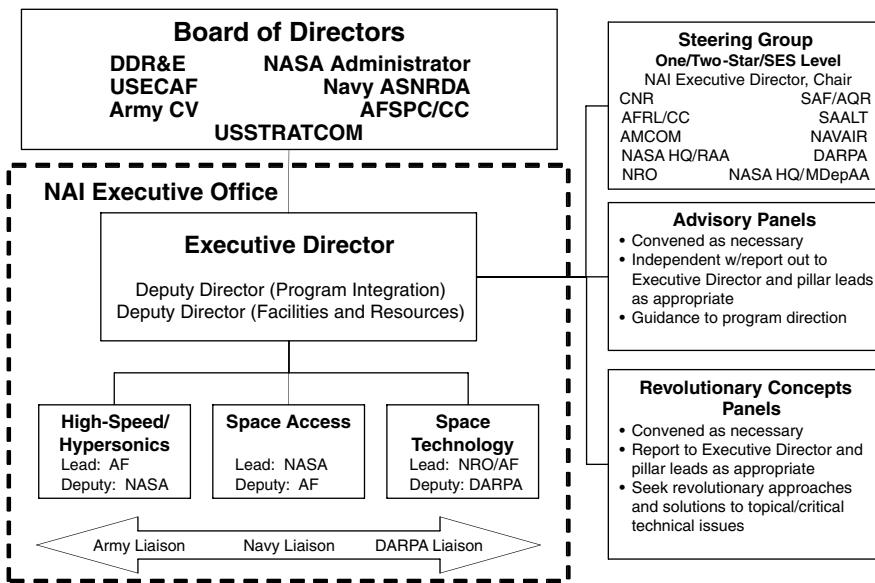 Board of Directors
DDR&E NASA Administrator
USECAF Navy ASNRDA
Army CV AFSPC/CC
USSTRATCOM
NAI Executive Office
Executive Director
Deputy Director (Program Integration)
Deputy Director (Facilities and Resources)
High-Speed/
Hypersonics
Lead: AF
Deputy: NASA
Space Access
Lead: NASA
Deputy: AF
Space
Technology
Lead: NRO/AF
Deputy: DARPA
Army Liaison Navy Liaison DARPA Liaison
Steering Group
One/Two-Star/SES Level
NAI Executive Director, Chair
CNR SAF/AQR
AFRL/CC SAALT
AMCOM NAVAIR
NASA HQ/RAA DARPA
NRO NASA HQ/MDepAA
Advisory Panels
• Convened as necessary
• Independent w/report out to
Executive Director and pillar leads
as appropriate
• Guidance to program direction
Revolutionary Concepts
Panels
• Convened as necessary
• Report to Executive Director and
pillar leads as appropriate
• Seek revolutionary approaches
and solutions to topical/critical
technical issues